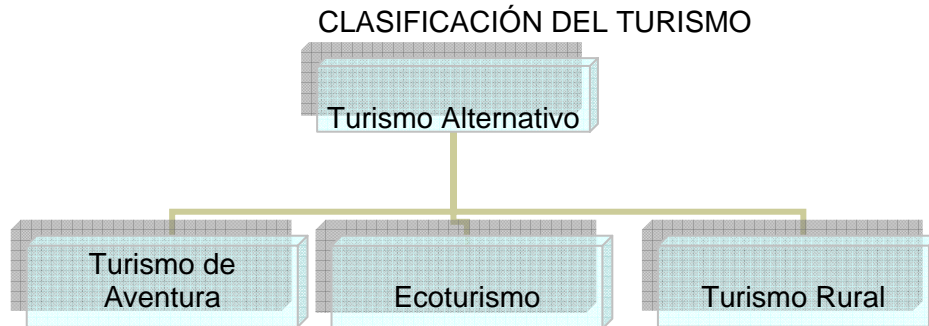 CLASIFICACIÓN DEL TURISMO
Turismo Alternativo
Turismo de
Aventura
Ecoturismo
Turismo Rural